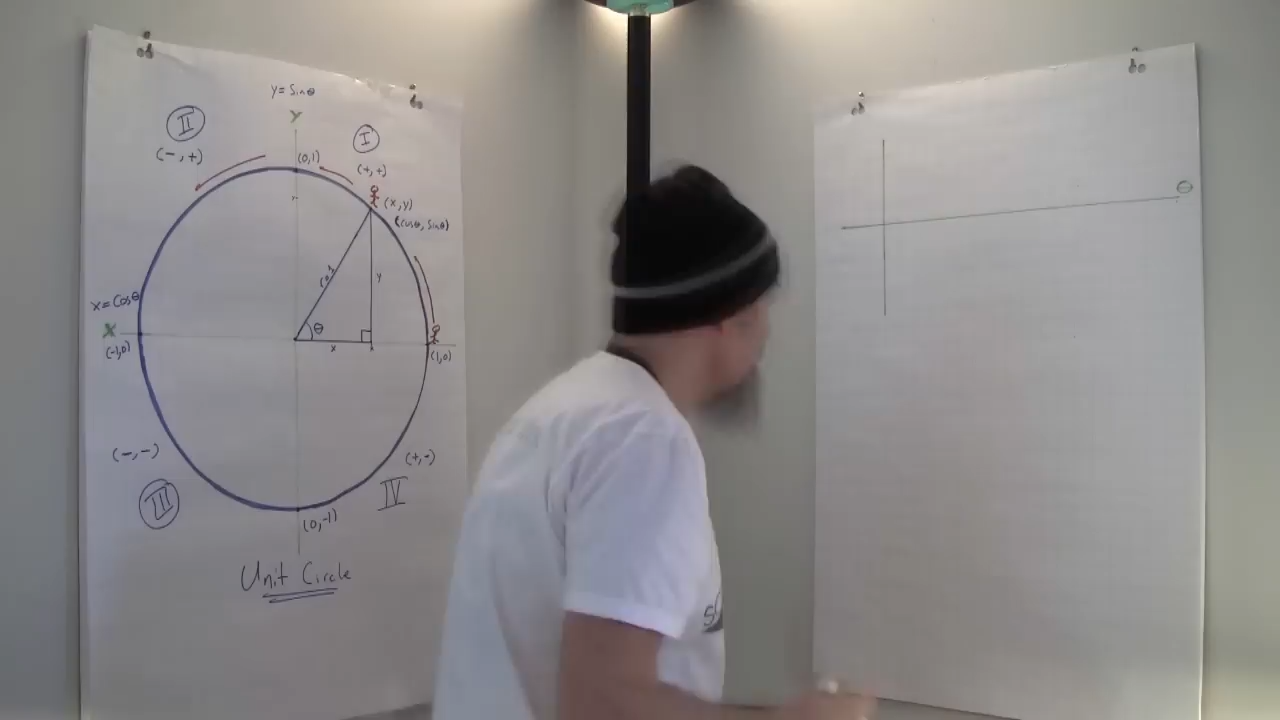 y = Sinθ
Y
II
I
(-,+)
(0,1)
(+,+)
(x,y)
(cosθ, sinθ)
y
x = Cosθ
X
θ
(-1,0)
x
(1,0)
(-,-)
(+,-)
III
IV
(0,-1)
Unit Circle
θ